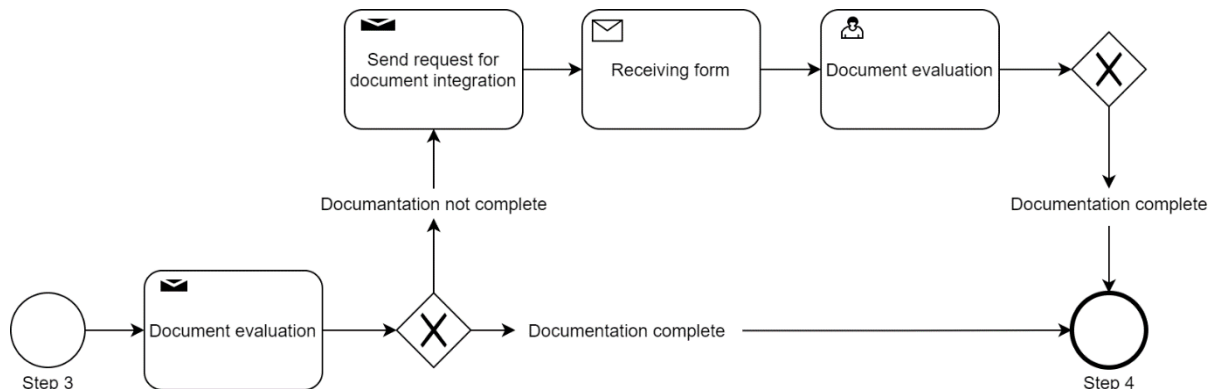 Send request for
document integration
Receiving form
Document evaluation
Documantation not complete
Documentation complete
Document evaluation
Documentation complete
Step 3
Step 4